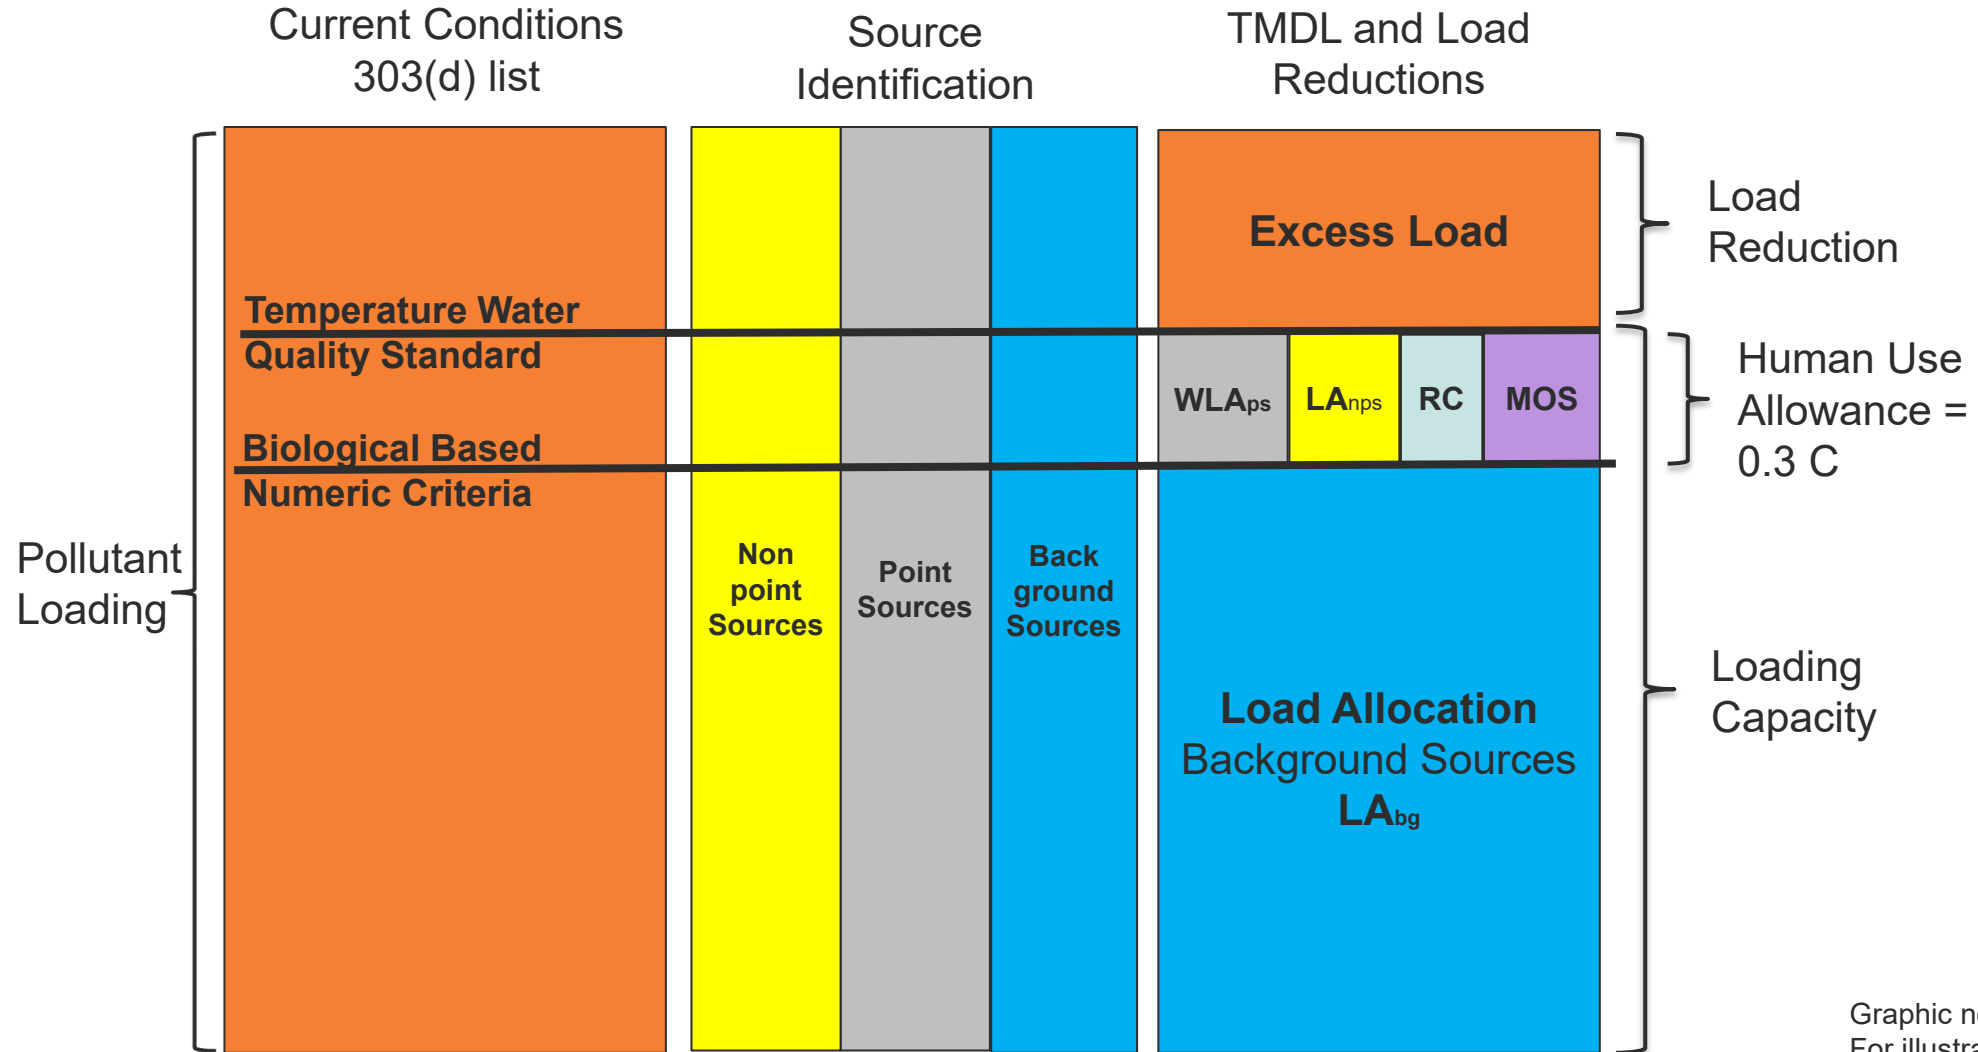 Current Conditions
303(d) list
Source
Identification
TMDL and Load
Reductions
Temperature Water
Quality Standard
Biological Based
Numeric Criteria
Pollutant
Loading
Non
point
Sources
Point
Sources
Back
ground
Sources
Excess Load
WLAps
LAnps
RC
MOS
Load Allocation
Background Sources
LAbg
Load
Reduction
Human Use
Allowance =
0.3 C
Loading
Capacity
Graphic
For